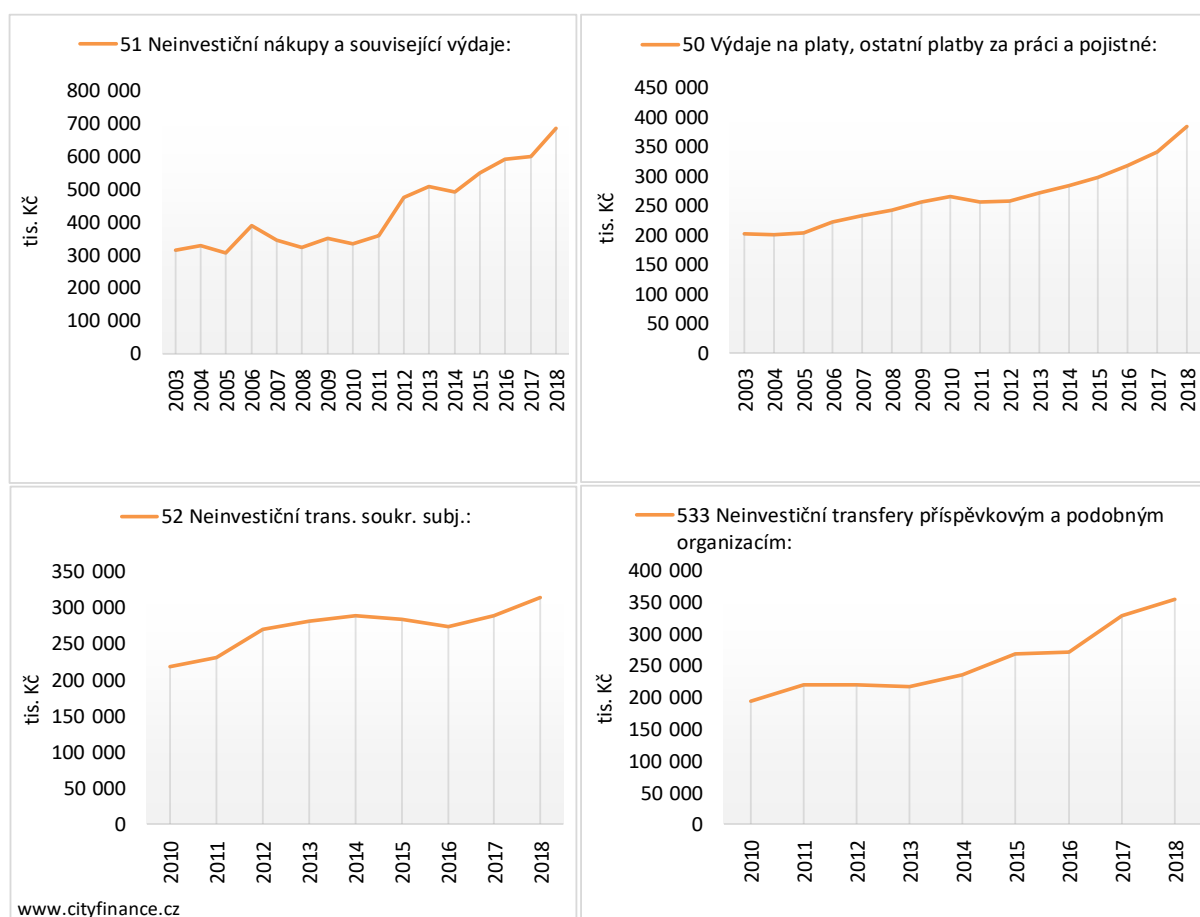 51 Neinvestiční nákupy a související výdaje:
800 000
700 000
600 000
500 000
400 000
300 000
200 000
100 000
0
tis. Kč
2003 2004 2005 2006 2007 2008 2009 2010 2011 2012 2013 2014 2015 2016 2017 2018
50 Výdaje na platy, ostatní platby za práci a pojistné:
450 000
400 000
350 000
300 000
250 000
200 000
150 000
100 000
50 000
0
tis. Kč
2003 2004 2005 2006 2007 2008 2009 2010 2011 2012 2013 2014 2015 2016 2017 2018
52 Neinvestiční trans. soukr. subj.:
350 000
300 000
250 000
200 000
150 000
100 000
50 000
0
tis. Kč
2010 2011 2012 2013 2014 2015 2016 2017 2018
533 Neinvestiční transfery příspěvkovým a podobným
organizacím:
400 000
350 000
300 000
250 000
200 000
150 000
100 000
50 000
0
tis. Kč
2010 2011 2012 2013 2014 2015 2016 2017 2018
www.cityfinance.cz